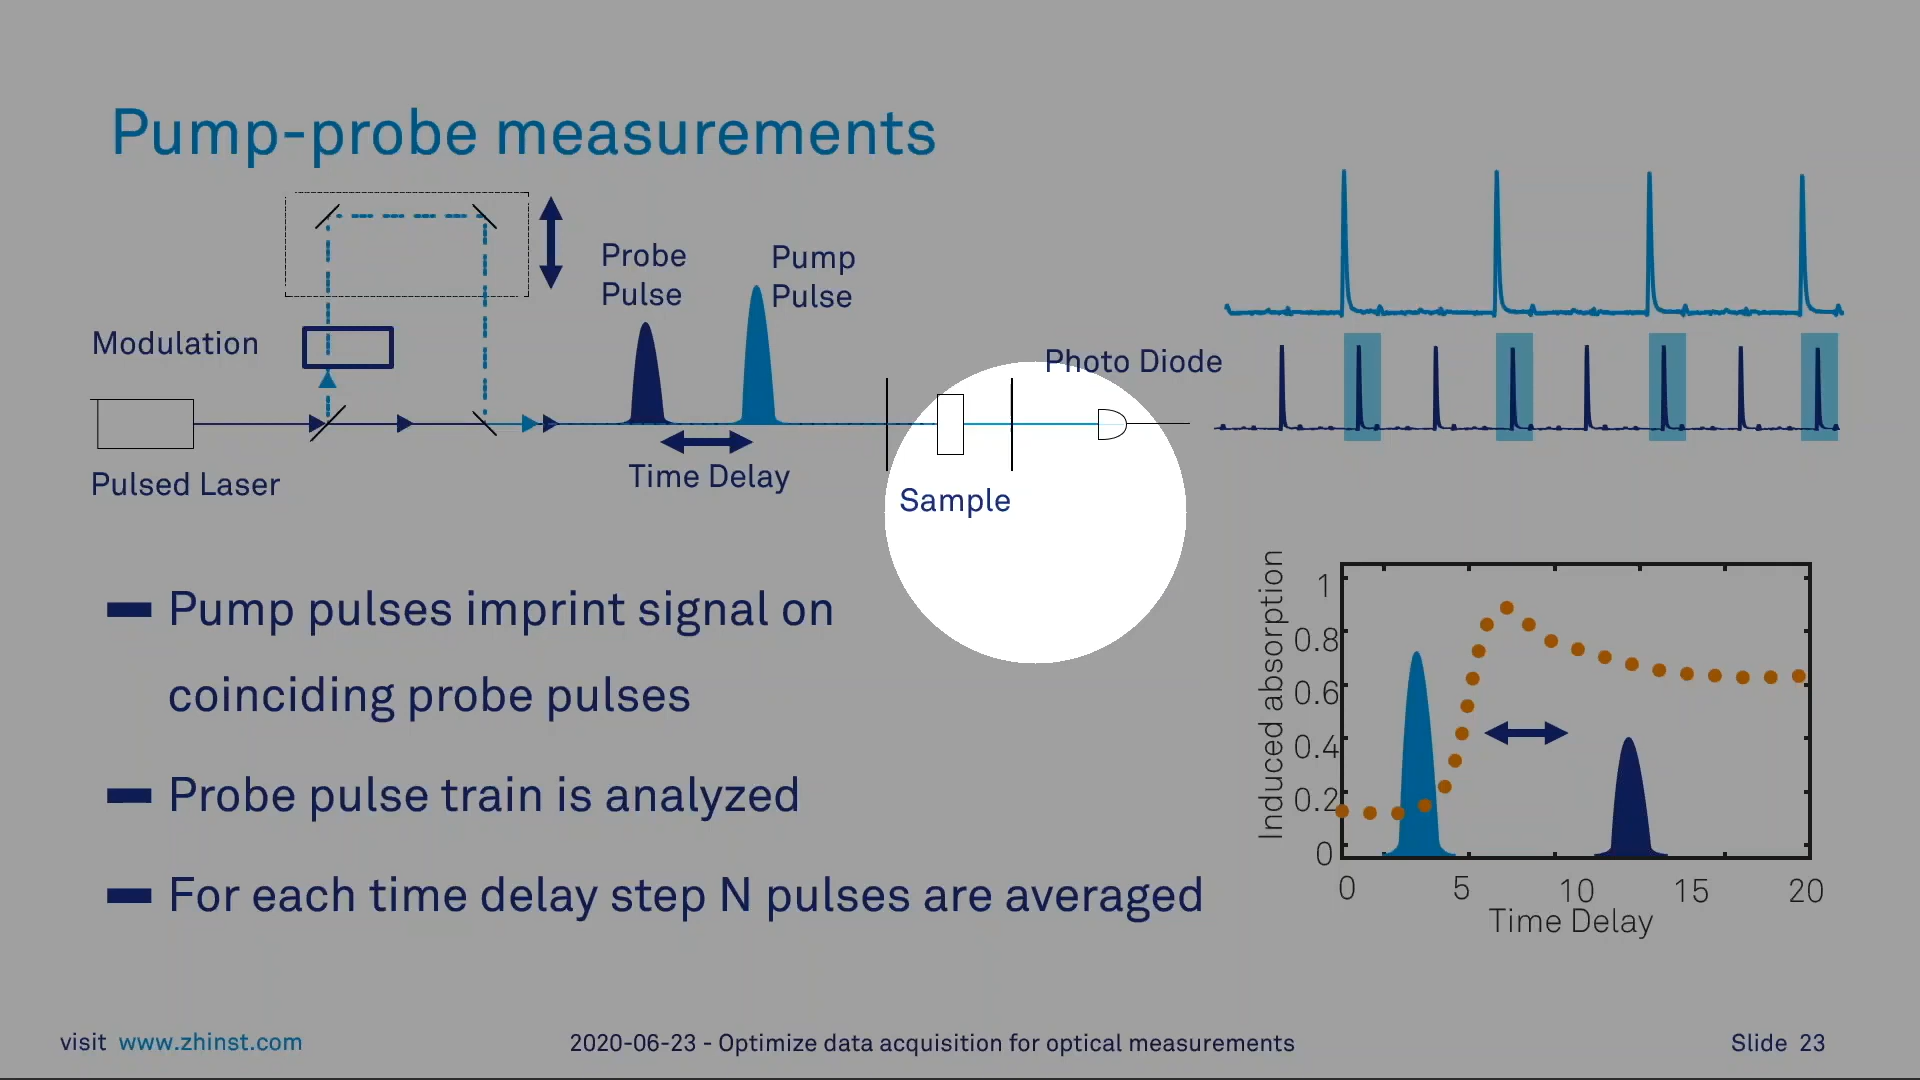 Pump-probe measurements
Probe
Pulse
Pump
Pulse
Modulation
Photo Diode
Pulsed Laser
Time Delay
Sample
Pump pulses imprint signal on
coinciding probe pulses
Probe pulse train is analyzed
For each time delay step N pulses are averaged
Induced absorption
1
0.8
0.6
0.4
0.2
0
0 5 10 15 20
Time Delay
visit www.zhinst.com
2020-06-23 - Optimize data acquisition for optical measurements
Slide 23